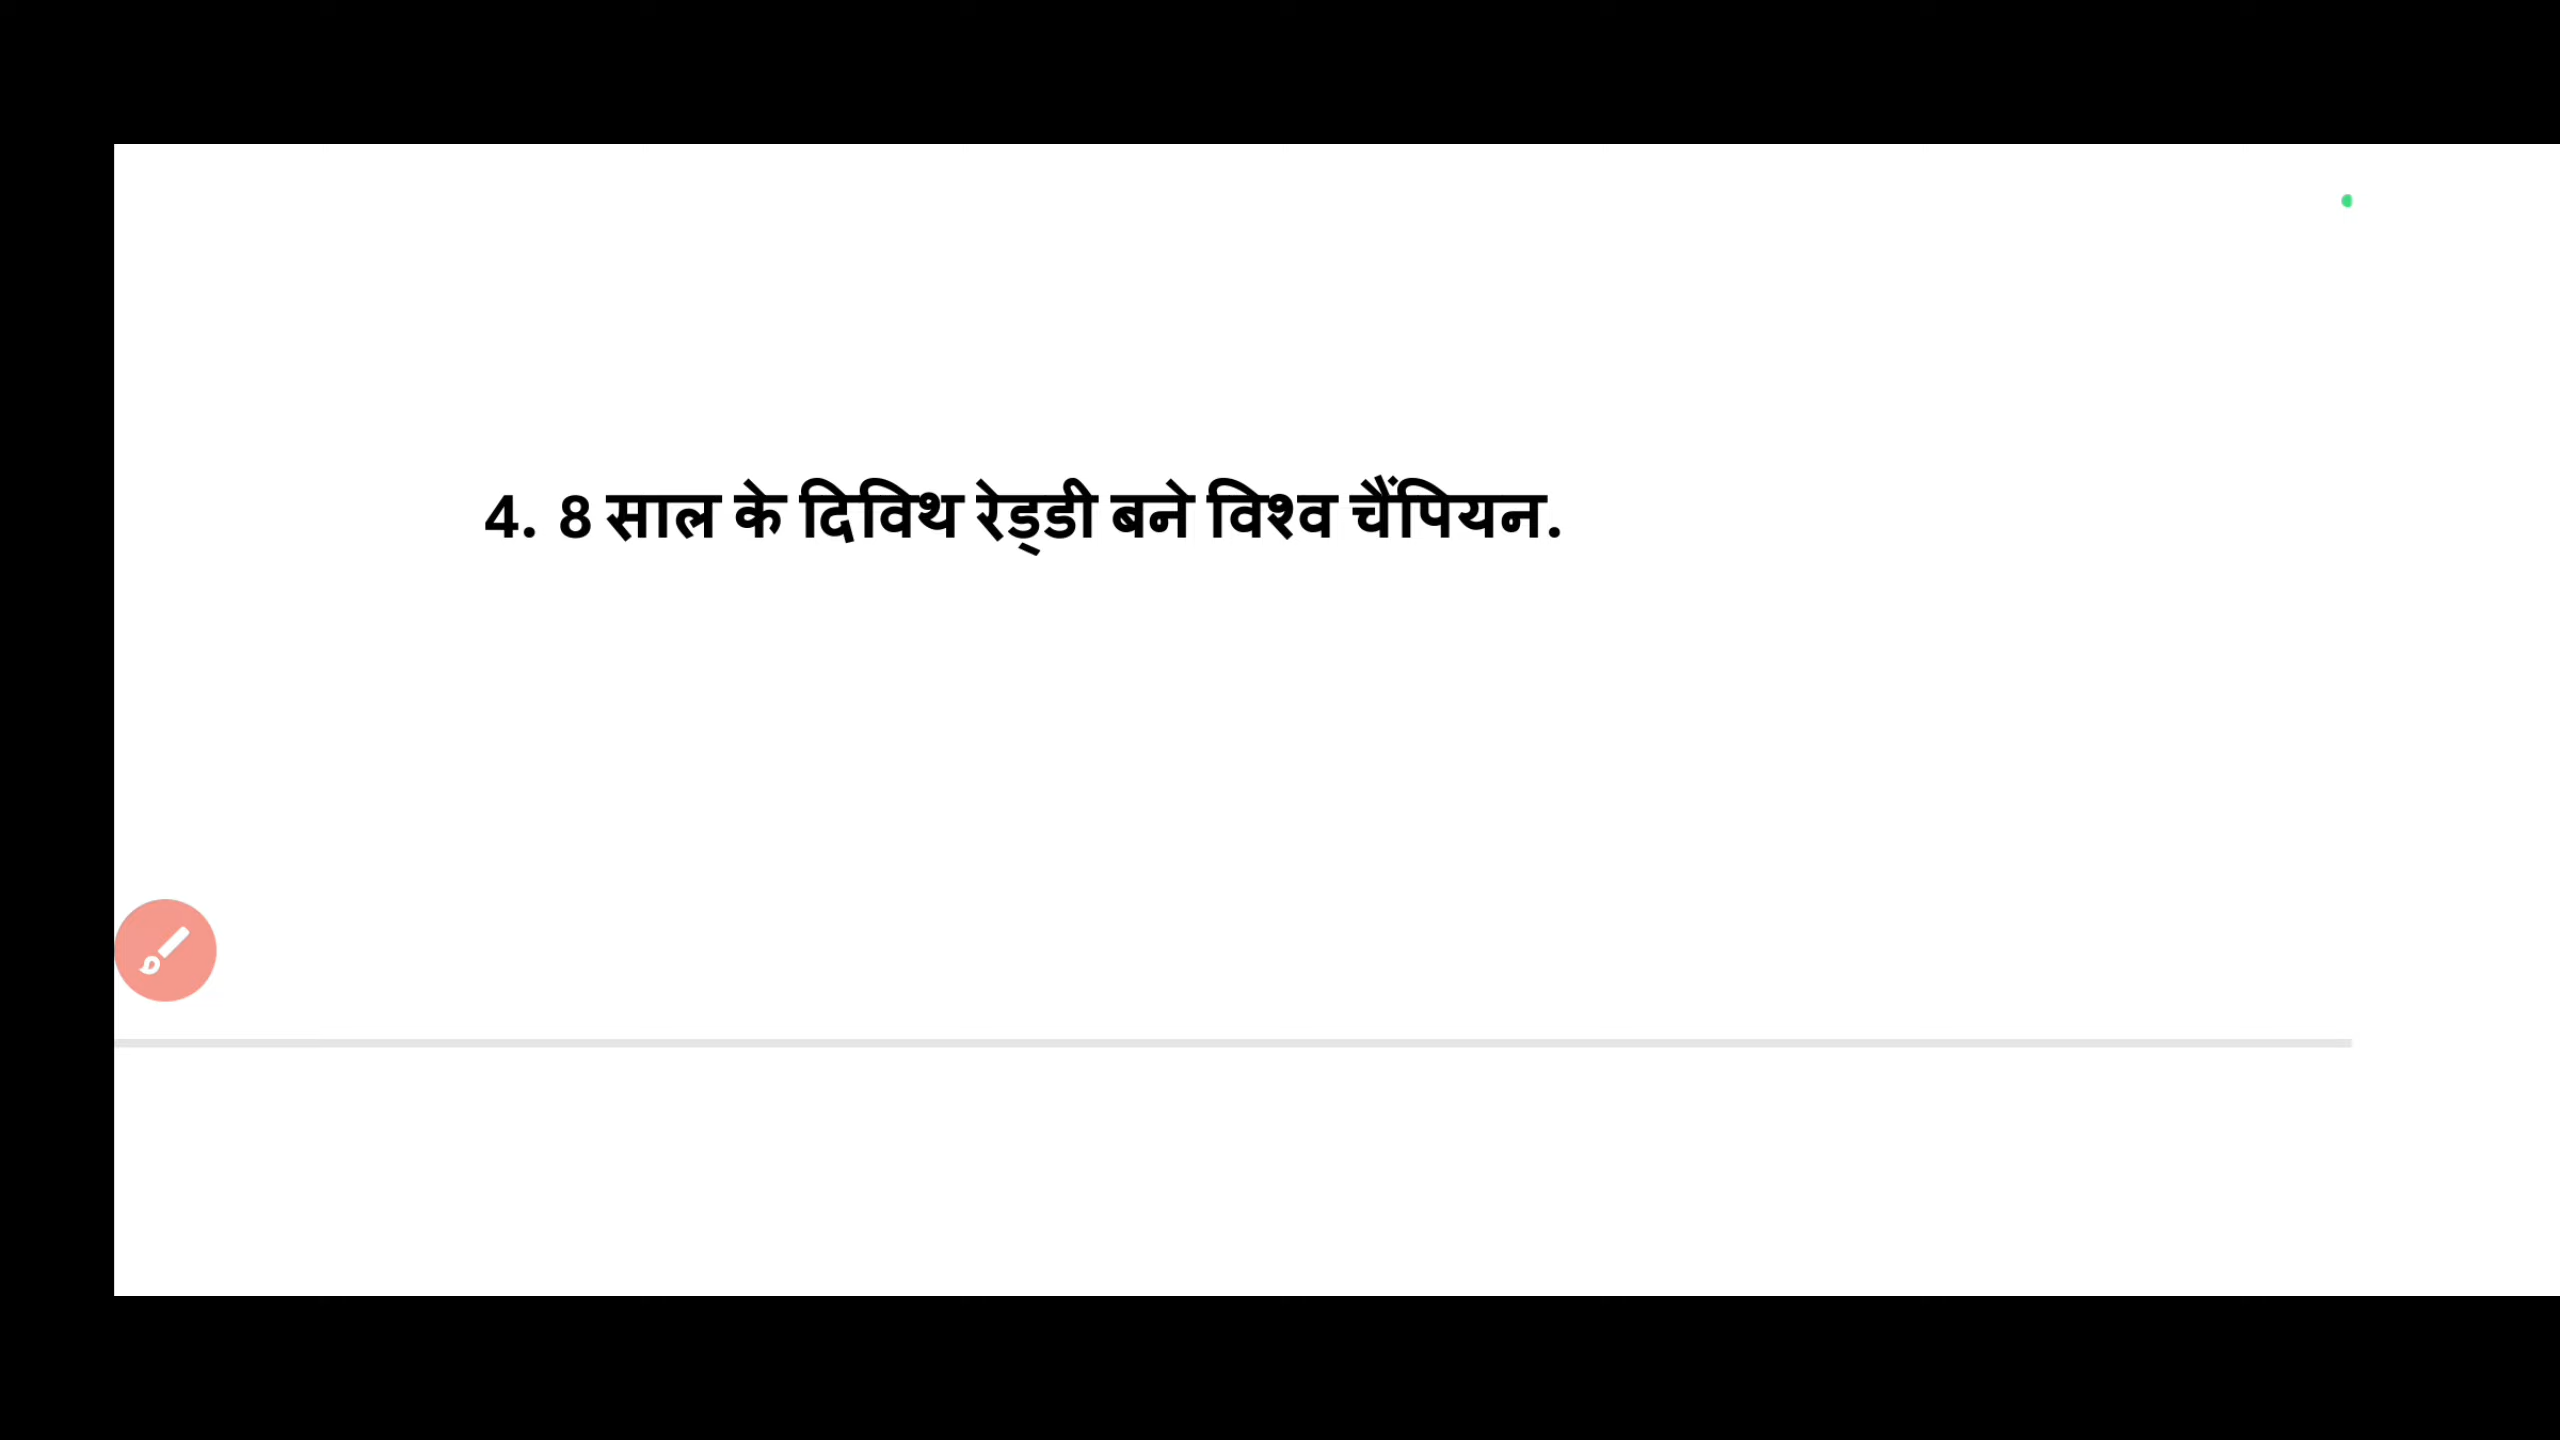 4. 8 साल के दिविथ रेड्डी बने विश्व चैंपियन.